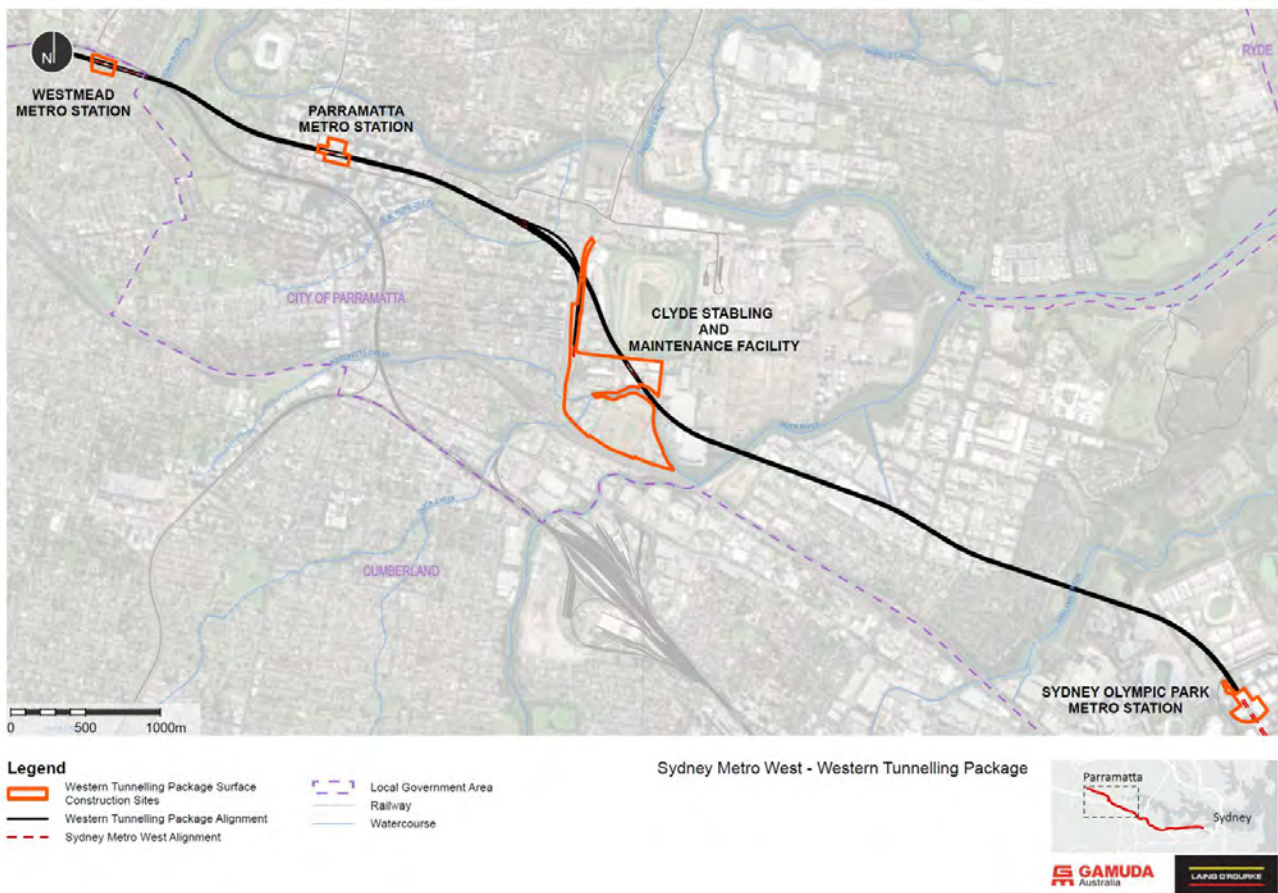 N
WESTMEAD
METRO STATION
PARRAMATTA
METRO STATION
RYDE
CITY OF PARRAMATTA
CLYDE STABLING
AND
MAINTENANCE FACILITY
CUMBERLAND
SYDNEY OLYMPIC PARK
METRO STATION
0 500 1000m
Legend
Western Tunnelling Package Surface
Construction Sites
Western Tunnelling Package Alignment
Sydney Metro West Alignment
Local Government Area
Railway
Watercourse
Sydney Metro West - Western Tunnelling Package
Parramatta
Sydney
GAMUDA
Australia
LAING O'ROURKE